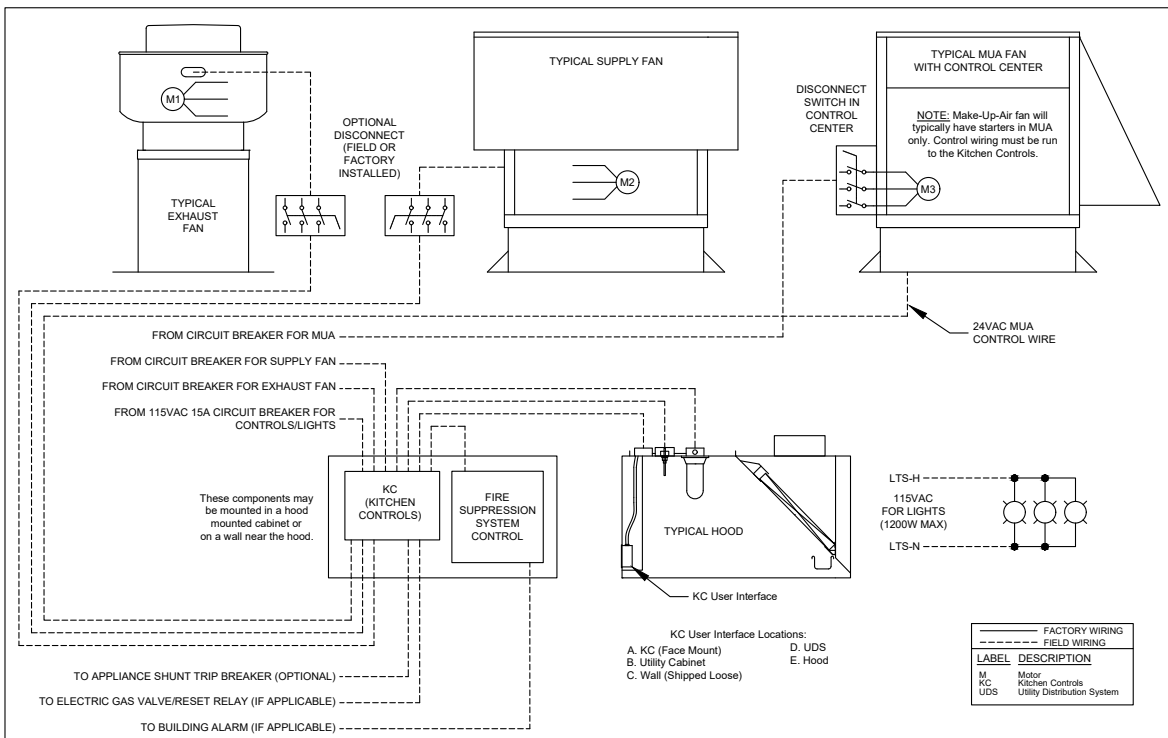 TYPICAL SUPPLY FAN
TYPICAL MUA FAN
WITH CONTROL CENTER
M1
DISCONNECT
SWITCH IN
CONTROL
CENTER
NOTE: Make-Up-Air fan will
typically have starters in MUA
only. Control wiring must be run
to the Kitchen Controls.
OPTIONAL
DISCONNECT
(FIELD OR
FACTORY
INSTALLED)
M2
M3
TYPICAL
EXHAUST
FAN
FROM CIRCUIT BREAKER FOR MUA
24VAC MUA
CONTROL WIRE
FROM CIRCUIT BREAKER FOR SUPPLY FAN
FROM CIRCUIT BREAKER FOR EXHAUST FAN
FROM 115VAC 15A CIRCUIT BREAKER FOR
CONTROLS/LIGHTS
These components may
be mounted in a hood
mounted cabinet or
on a wall near the hood.
KC
(KITCHEN
CONTROLS)
FIRE
SUPPRESSION
SYSTEM
CONTROL
TYPICAL HOOD
LTS-H
115VAC
FOR LIGHTS
(1200W MAX)
LTS-N
KC User Interface
KC User Interface Locations:
A. KC (Face Mount)
B. Utility Cabinet
C. Wall (Shipped Loose)
D. UDS
E. Hood
FACTORY WIRING
FIELD WIRING
LABEL DESCRIPTION
M Motor
KC Kitchen Controls
UDS Utility Distribution System
TO APPLIANCE SHUNT TRIP BREAKER (OPTIONAL)
TO ELECTRIC GAS VALVE/RESET RELAY (IF APPLICABLE)
TO BUILDING ALARM (IF APPLICABLE)